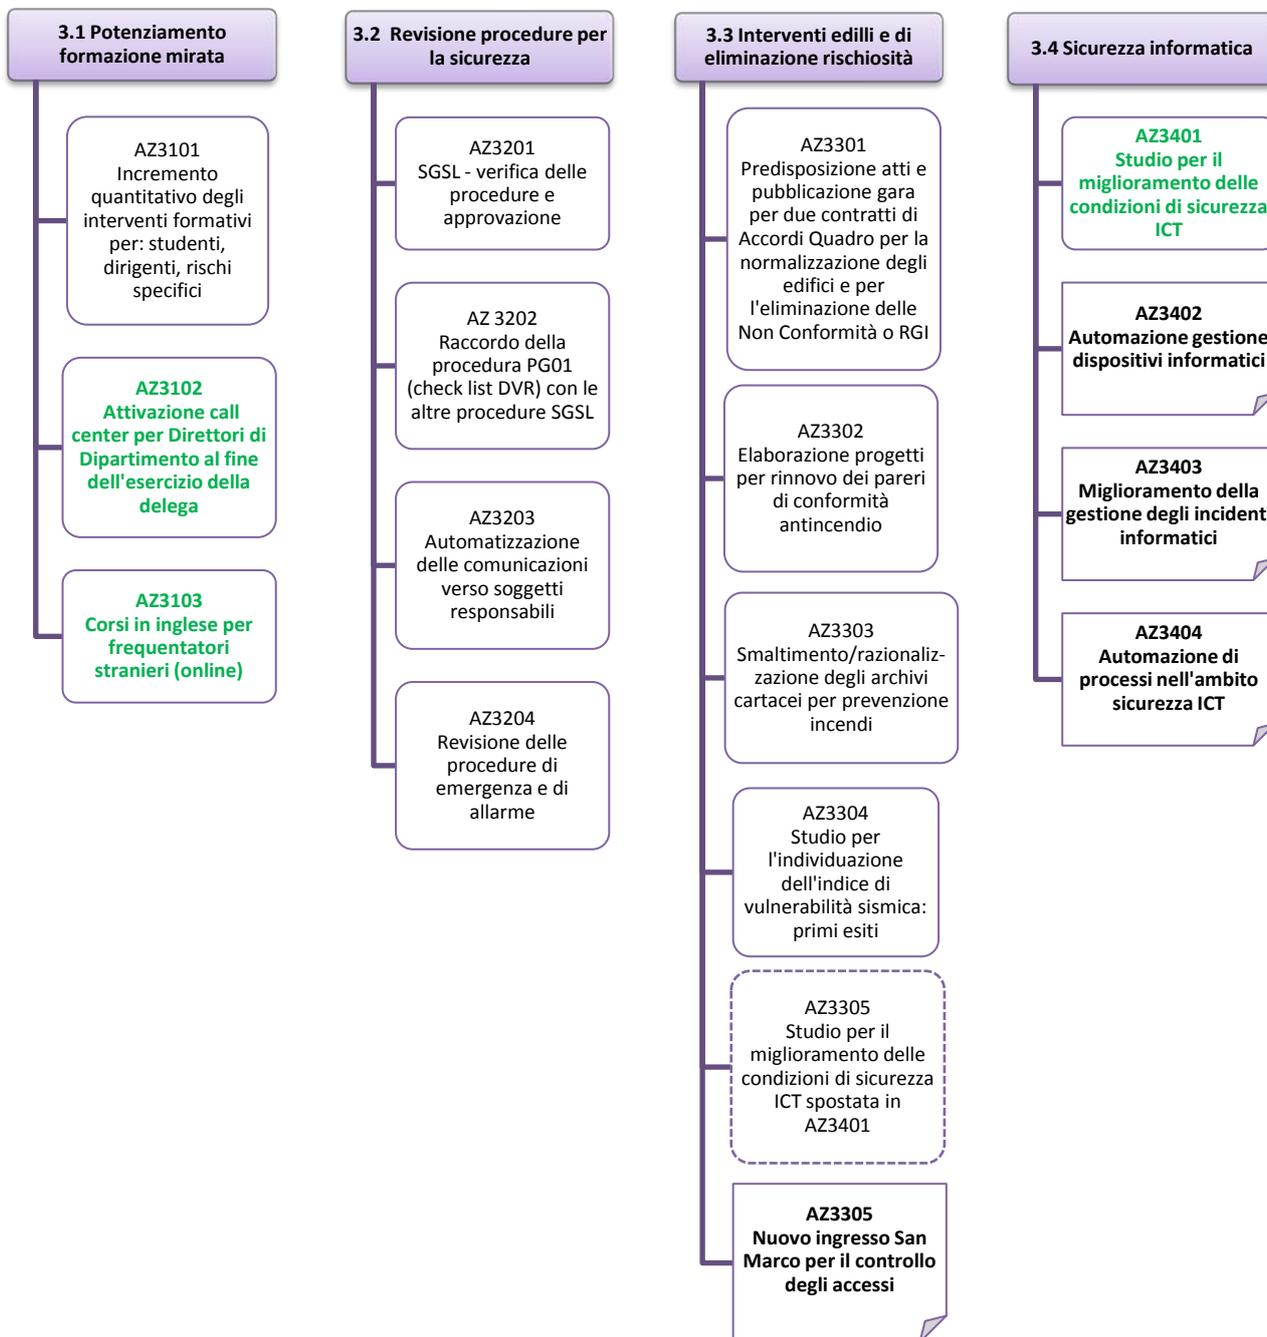 3.1 Potenziamento
formazione mirata
AZ3101
Incremento
quantitativo degli
interventi formativi
per: studenti,
dirigenti, rischi
specifici
AZ3102
Attivazione call
center per Direttori di
Dipartimento al fine
dell'esercizio della
delega
AZ3103
Corsi in inglese per
frequentatori
stranieri (online)
3.2 Revisione procedure per
la sicurezza
AZ3201
SGSL - verifica delle
procedure e
approvazione
AZ 3202
Raccordo della
procedura PG01
(check list DVR) con le
altre procedure SGSL
AZ3203
Automatizzazione
delle comunicazioni
verso soggetti
responsabili
AZ3204
Revisione delle
procedure di
emergenza e di
allarme
3.3 Interventi edilli e di
eliminazione rischiosità
AZ3301
Predisposizione atti e
pubblicazione gara
per due contratti di
Accordi Quadro per la
normalizzazione degli
edifici e per
l'eliminazione delle
Non Conformità o RGI
AZ3302
Elaborazione progetti
per rinnovo dei pareri
di conformità
antincendio
AZ3303
Smaltimento/razionaliz-
zazione degli archivi
cartacei per prevenzione
incendi
AZ3304
Studio per
l'individuazione
dell'indice di
vulnerabilità sismica:
primi esiti
AZ3305
Studio per il
miglioramento delle
condizioni di sicurezza
ICT spostata in
AZ3401
AZ3305
Nuovo ingresso San
Marco per il controllo
degli accessi
3.4 Sicurezza informatica
AZ3401
Studio per il
miglioramento delle
condizioni di sicurezza
ICT
AZ3402
Automazione gestione
dispositivi informatici
AZ3403
Miglioramento della
gestione degli incident
informatici
AZ3404
Automazione di
processi nell'ambito
sicurezza ICT